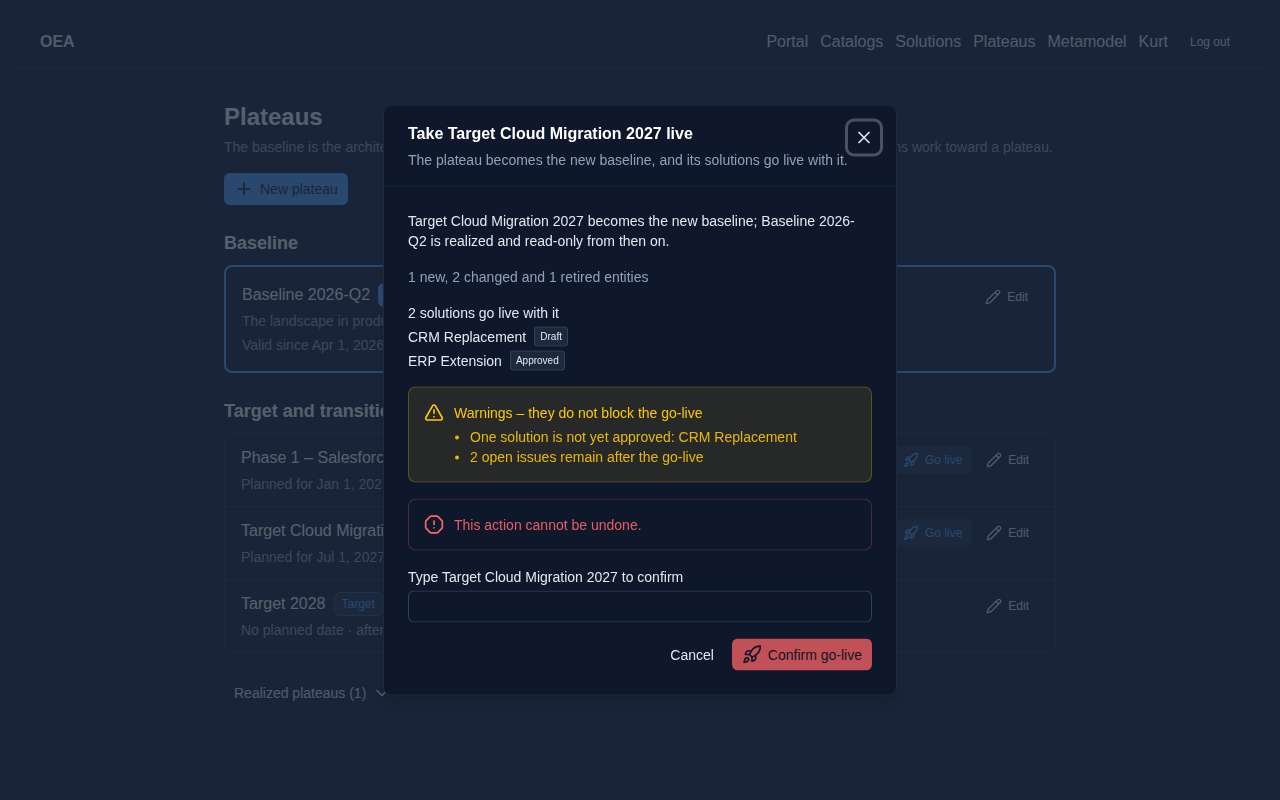 OEA
Portal Catalogs Solutions Plateaus Metamodel Kurt Log out
Plateaus
The baseline is the
work toward a plateau.
New plateau
Baseline
Baseline 2026-Q2
The landscape in
Valid since Apr 1, 2026
Edit
Target and
Phase 1 –
Planned for Jan 1,
Go live Edit
Target Cloud
Planned for Jul 1, 2027
Go live Edit
Target 2028 Target
No planned date · after
Edit
Realized plateaus (1)
Take Target Cloud Migration 2027 live
The plateau becomes the new baseline, and its solutions go live with it.
Target Cloud Migration 2027 becomes the new baseline; Baseline 2026-
Q2 is realized and read-only from then on.
1 new, 2 changed and 1 retired entities
2 solutions go live with it
CRM Replacement Draft
ERP Extension Approved
Warnings – they do not block the go-live
• One solution is not yet approved: CRM Replacement
• 2 open issues remain after the go-live
This action cannot be undone.
Type Target Cloud Migration 2027 to confirm
Cancel Confirm go-live